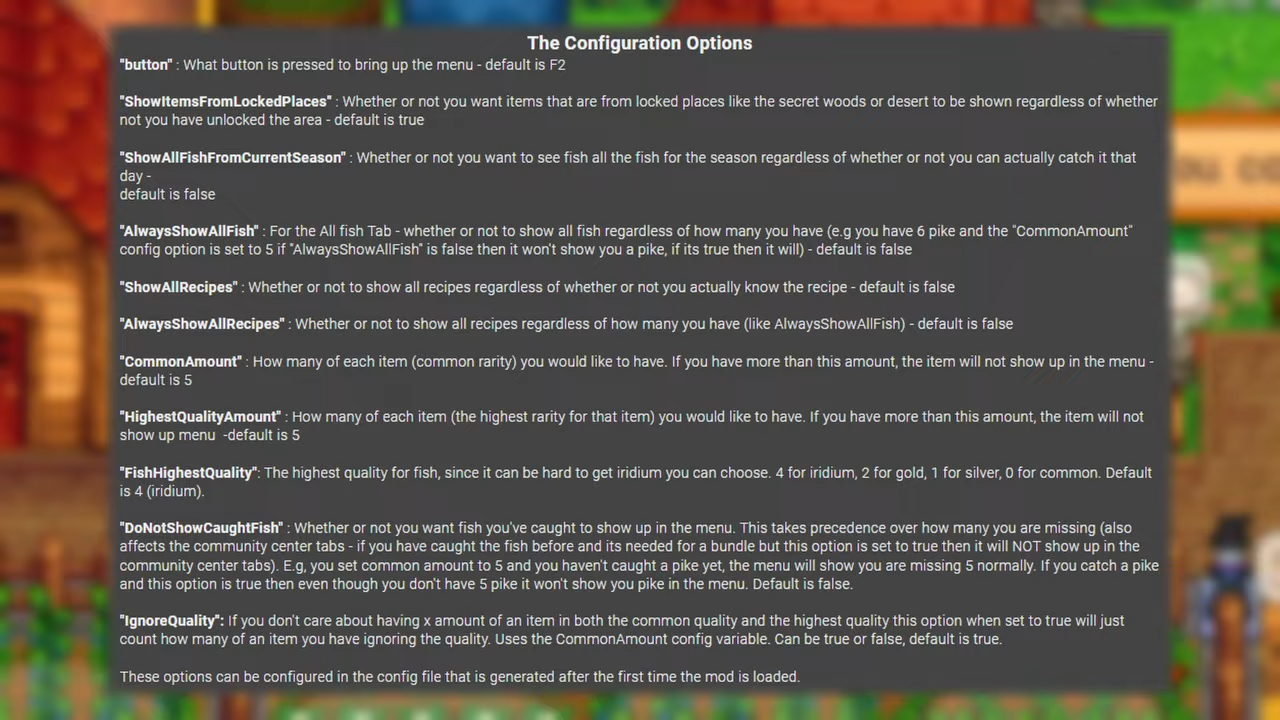 The Configuration Options
"button" : What button is pressed to bring up the menu - default is F2
"ShowItemsFromLockedPlaces" : Whether or not you want items that are from locked places like the secret woods or desert to be shown regardless of whether
not you have unlocked the area - default is true
"ShowAllFishFromCurrentSeason" : Whether or not you want to see fish all the fish for the season regardless of whether or not you can actually catch it that
day -
default is false
"AlwaysShowAllFish" : For the All fish Tab - whether or not to show all fish regardless of how many you have (e.g you have 6 pike and the "CommonAmount"
config option is set to 5 if "AlwaysShowAllFish" is false then it won't show you a pike, if its true then it will) - default is false
"ShowAllRecipes" : Whether or not to show all recipes regardless of whether or not you actually know the recipe - default is false
"AlwaysShowAllRecipes" : Whether or not to show all recipes regardless of how many you have (like AlwaysShowAllFish) - default is false
"CommonAmount" : How many of each item (common rarity) you would like to have. If you have more than this amount, the item will not show up in the menu -
default is 5
"HighestQualityAmount" : How many of each item (the highest rarity for that item) you would like to have. If you have more than this amount, the item will not
show up menu  -default is 5
"FishHighestQuality": The highest quality for fish, since it can be hard to get iridium you can choose. 4 for iridium, 2 for gold, 1 for silver, 0 for common. Default
is 4 (iridium).
"DoNotShowCaughtFish" : Whether or not you want fish you've caught to show up in the menu. This takes precedence over how many you are missing (also
affects the community center tabs - if you have caught the fish before and its needed for a bundle but this option is set to true then it will NOT show up in the
community center tabs). E.g, you set common amount to 5 and you haven't caught a pike yet, the menu will show you are missing 5 normally. If you catch a pike
and this option is true then even though you don't have 5 pike it won't show you pike in the menu. Default is false.
"IgnoreQuality": If you don't care about having x amount of an item in both the common quality and the highest quality this option when set to true will just
count how many of an item you have ignoring the quality. Uses the CommonAmount config variable. Can be true or false, default is true.
These options can be configured in the config file that is generated after the first time the mod is loaded.